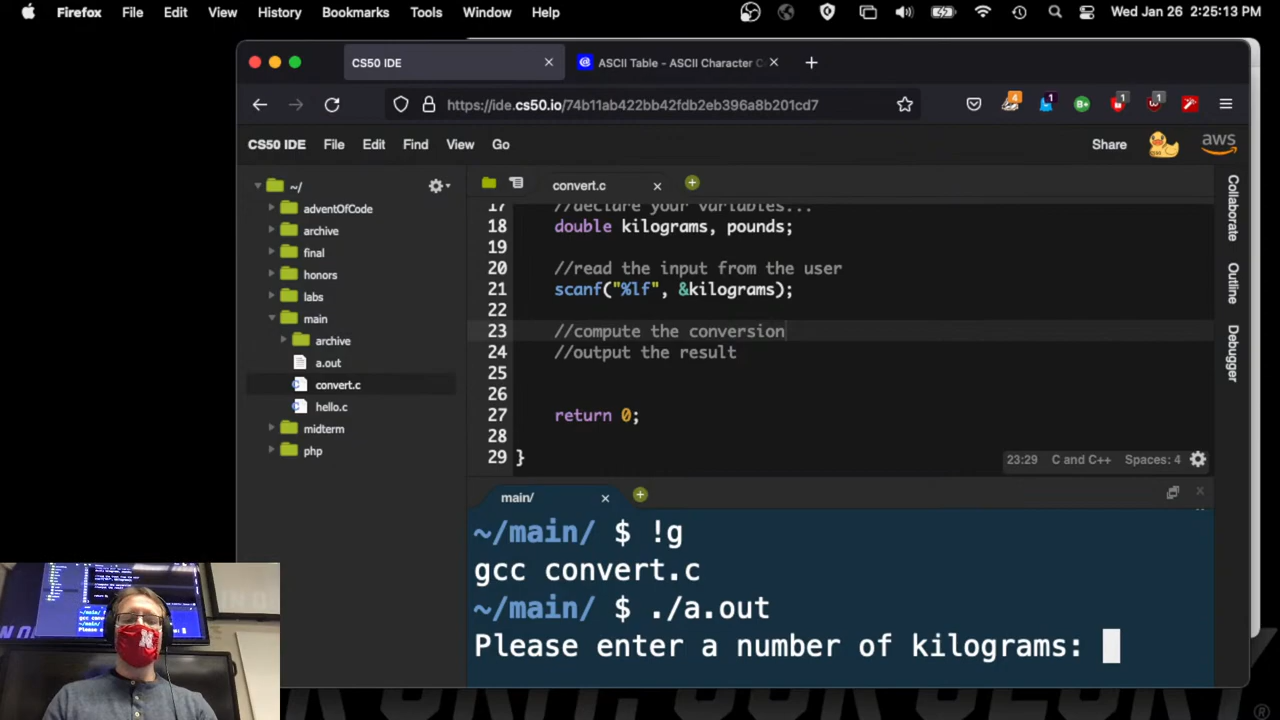 Firefox File Edit View History Bookmarks Tools Window Help Wed Jan 26 2:25:13 PM
CS50 IDE
ASCII Table - ASCII Character C
https://ide.cs50.io/74b11ab422bb42fdb2eb396a8b201cd7
4 1 B+ 1 1
CS50 IDE File Edit View Find Go Share aws
~/
adventOfCode
archive
final
honors
labs
main
archive
a.out
convert.c
hello.c
midterm
php
convert.c
17 //declare your variables...
18 double kilograms, pounds;
19
20 //read the input from the user
21 scanf("%lf", &kilograms);
22
23 //compute the conversion
24 //output the result
25
26
27 return 0;
28
29 }
23:29 C and C++ Spaces: 4
Collaborate
Outline
Debugger
main/
~/main/ $ !g
gcc convert.c
~/main/ $ ./a.out
Please enter a number of kilograms: